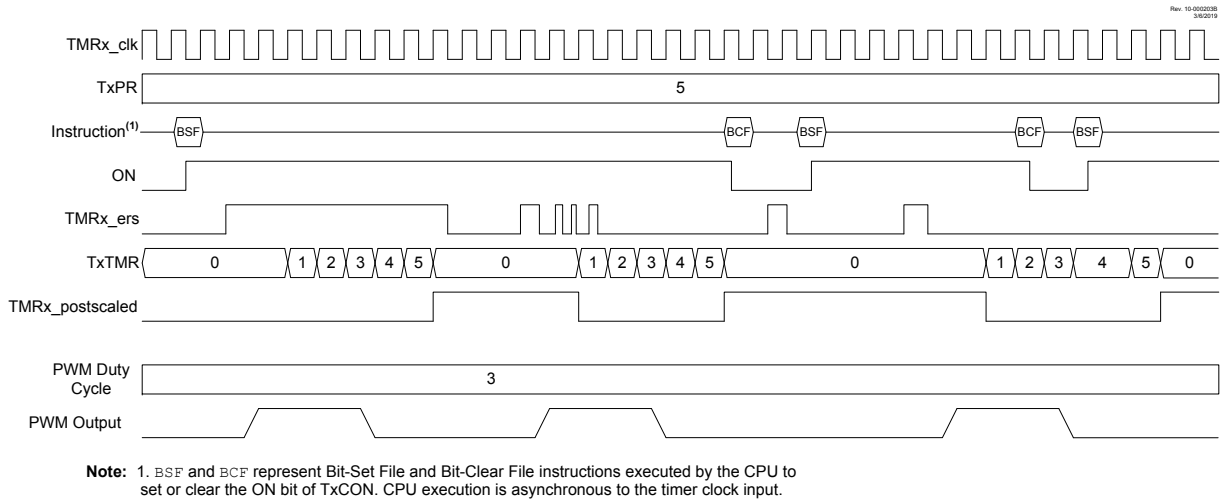 Rev. 10-000203B
3/6/2019
TMRx_clk
TxPR
5
Instruction(1)
BSF
BCF
BSF
BCF
BSF
ON
TMRx_ers
TxTMR
0
1
2
3
4
5
0
1
2
3
4
5
0
1
2
3
4
5
0
TMRx_postscaled
PWM Duty
Cycle
3
PWM Output
Note: 1. BSF and BCF represent Bit-Set File and Bit-Clear File instructions executed by the CPU to
set or clear the ON bit of TxCON. CPU execution is asynchronous to the timer clock input.